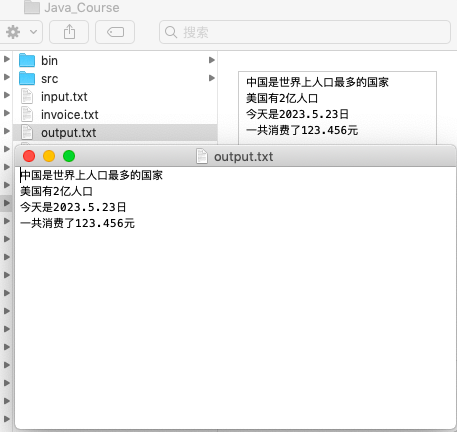 Java_Course
搜索
bin
src
input.txt
invoice.txt
output.txt
中国是世界上人口最多的国家
美国有2亿人口
今天是2023.5.23日
一共消费了123.456元
output.txt
中国是世界上人口最多的国家
美国有2亿人口
今天是2023.5.23日
一共消费了123.456元